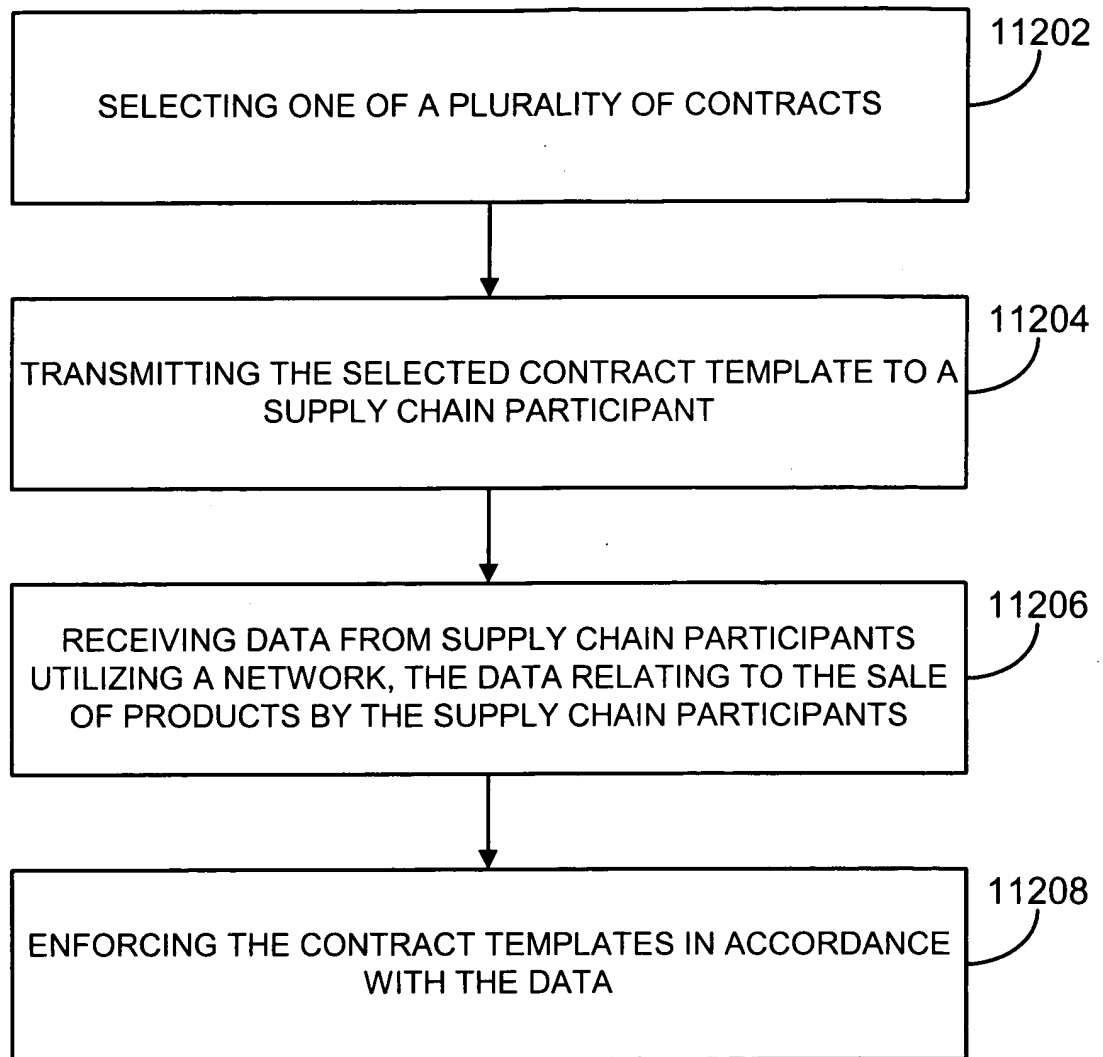 11202
SELECTING ONE OF A PLURALITY OF CONTRACTS
11204
TRANSMITTING THE SELECTED CONTRACT TEMPLATE TO A
SUPPLY CHAIN PARTICIPANT
11206
RECEIVING DATA FROM SUPPLY CHAIN PARTICIPANTS
UTILIZING A NETWORK, THE DATA RELATING TO THE SALE
OF PRODUCTS BY THE SUPPLY CHAIN PARTICIPANTS
11208
ENFORCING THE CONTRACT TEMPLATES IN ACCORDANCE
WITH THE DATA